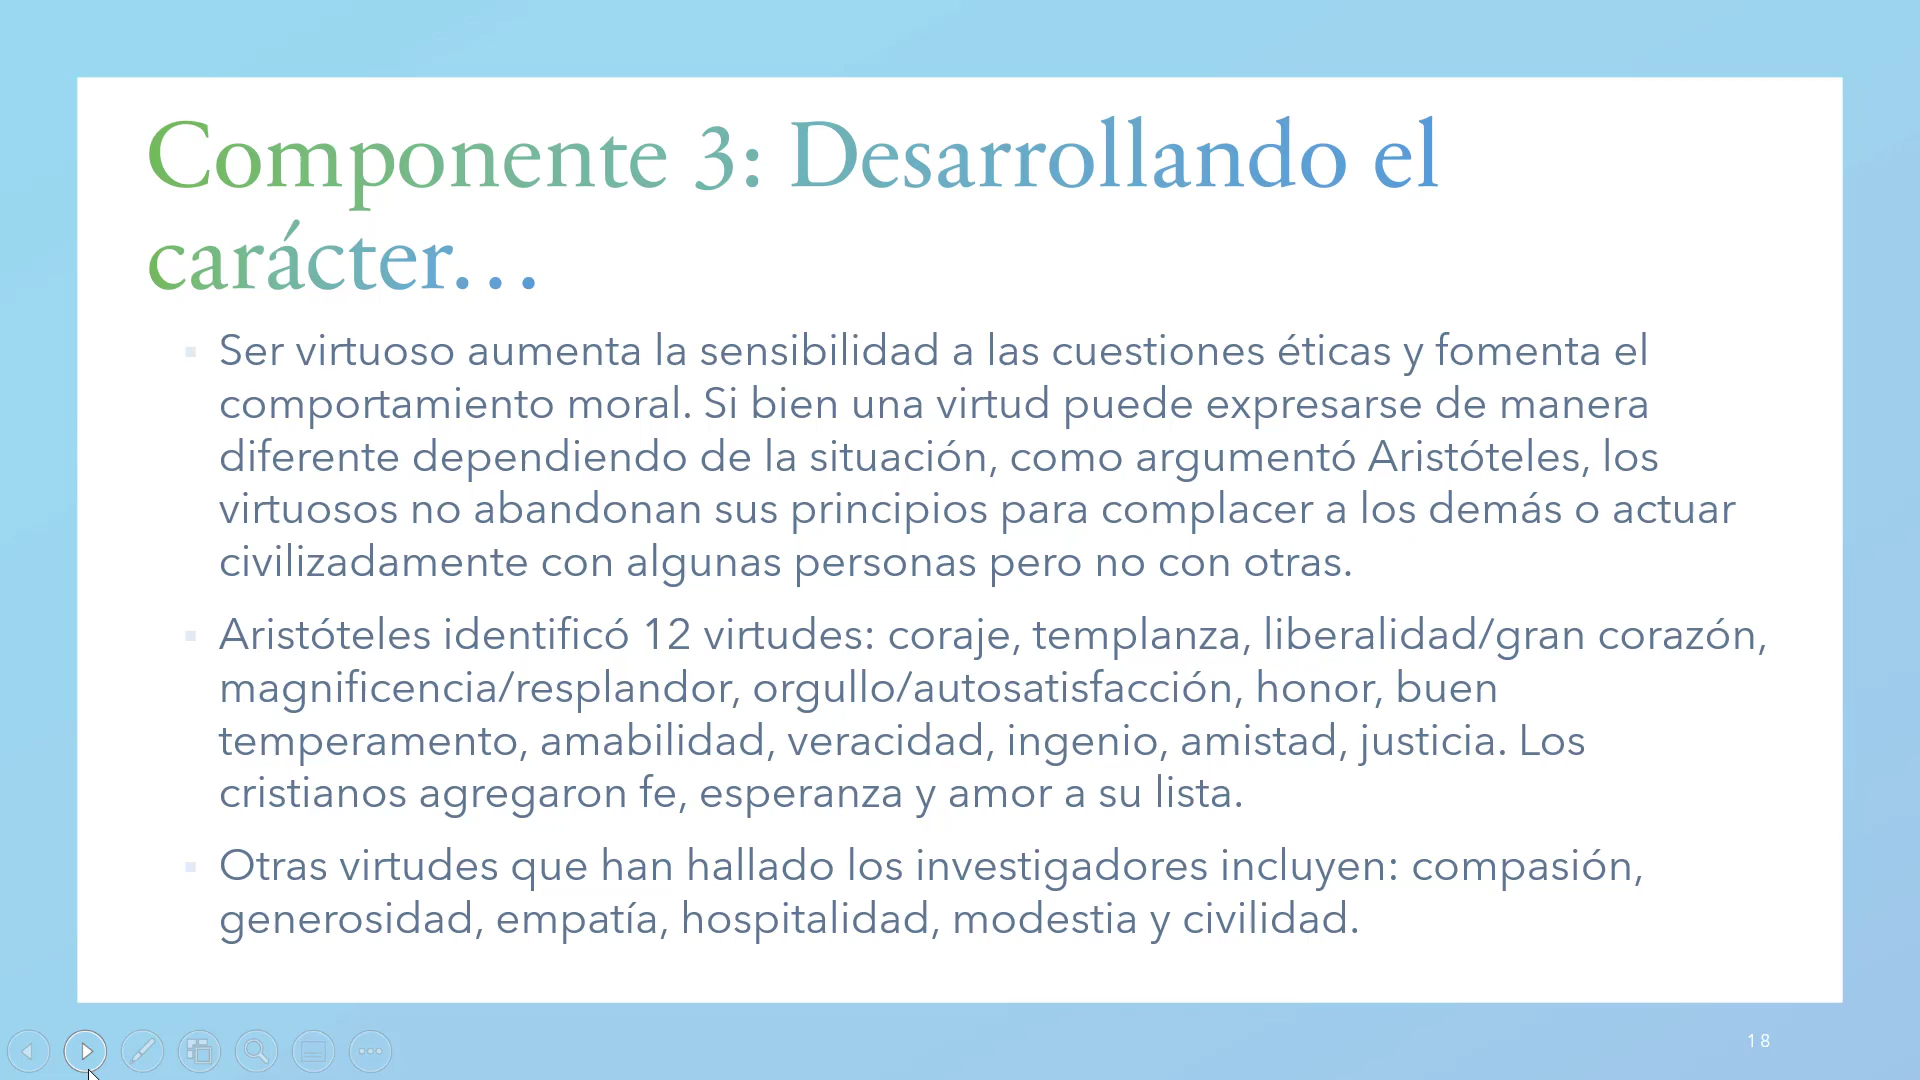 Componente 3: Desarrollando el
carácter…
Ser virtuoso aumenta la sensibilidad a las cuestiones éticas y fomenta el
comportamiento moral. Si bien una virtud puede expresarse de manera
diferente dependiendo de la situación, como argumentó Aristóteles, los
virtuosos no abandonan sus principios para complacer a los demás o actuar
civilizadamente con algunas personas pero no con otras.
Aristóteles identificó 12 virtudes: coraje, templanza, liberalidad/gran corazón,
magnificencia/resplandor, orgullo/autosatisfacción, honor, buen
temperamento, amabilidad, veracidad, ingenio, amistad, justicia. Los
cristianos agregaron fe, esperanza y amor a su lista.
Otras virtudes que han hallado los investigadores incluyen: compasión,
generosidad, empatía, hospitalidad, modestia y civilidad.
18